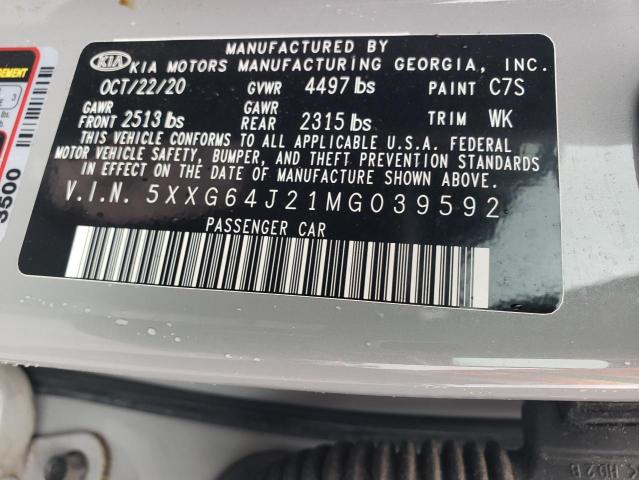 MANUFACTURED BY
KIA KIA MOTORS MANUFACTURING GEORGIA, INC.
OCT/22/20 GVWR 4497 lbs PAINT C7S
GAWR FRONT 2513 lbs GAWR REAR 2315 lbs TRIM WK
THIS VEHICLE CONFORMS TO ALL APPLICABLE U.S.A. FEDERAL
MOTOR VEHICLE SAFETY, BUMPER, AND THEFT PREVENTION STANDARDS
IN EFFECT ON THE DATE OF MANUFACTURE SHOWN ABOVE.
V.I.N. 5XXG64J21MG039592
PASSENGER CAR
3500